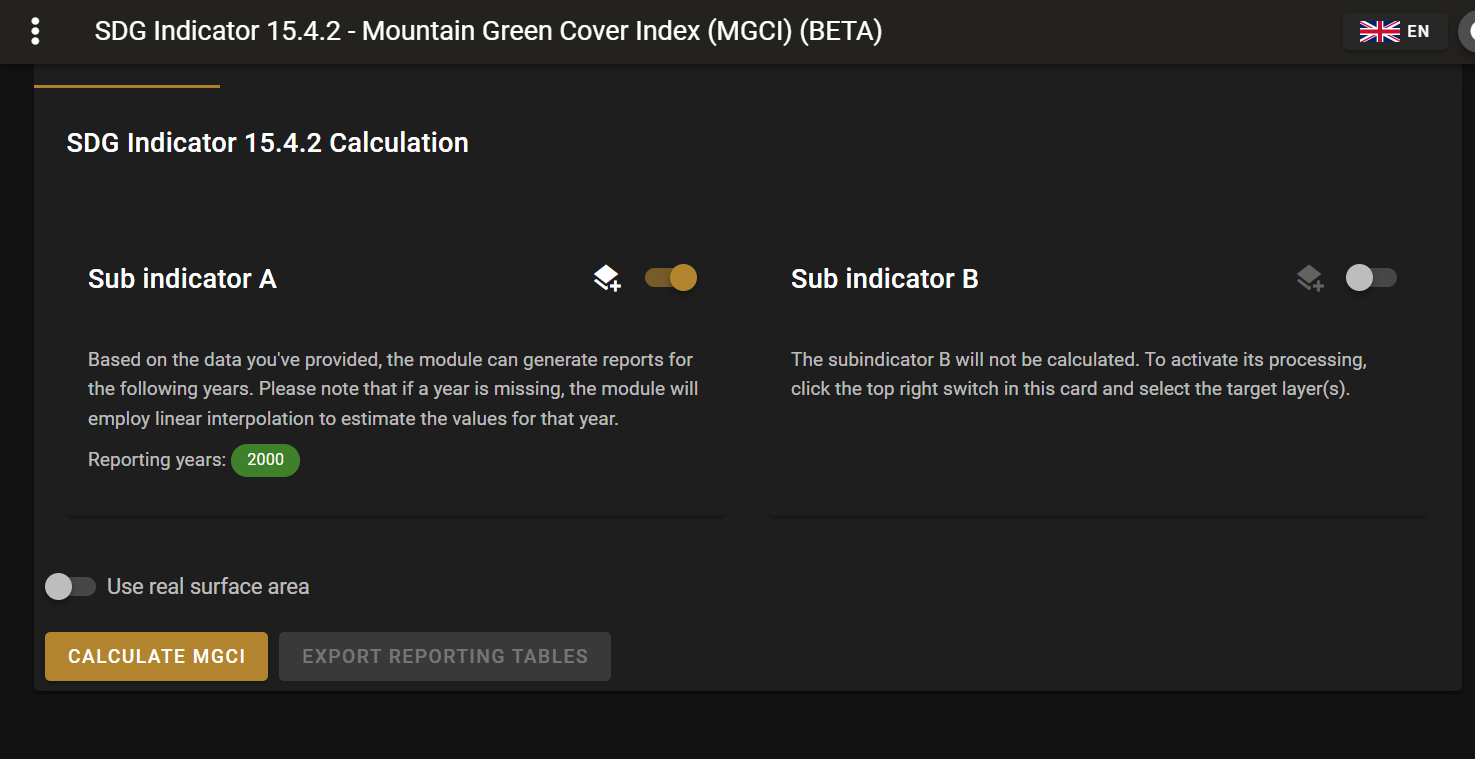 SDG Indicator 15.4.2 - Mountain Green Cover Index (MGCI) (BETA)
EN
SDG Indicator 15.4.2 Calculation
Sub indicator A
Based on the data you've provided, the module can generate reports for
the following years. Please note that if a year is missing, the module will
employ linear interpolation to estimate the values for that year.
Reporting years: 2000
Sub indicator B
The subindicator B will not be calculated. To activate its processing,
click the top right switch in this card and select the target layer(s).
Use real surface area
CALCULATE MGCI
EXPORT REPORTING TABLES